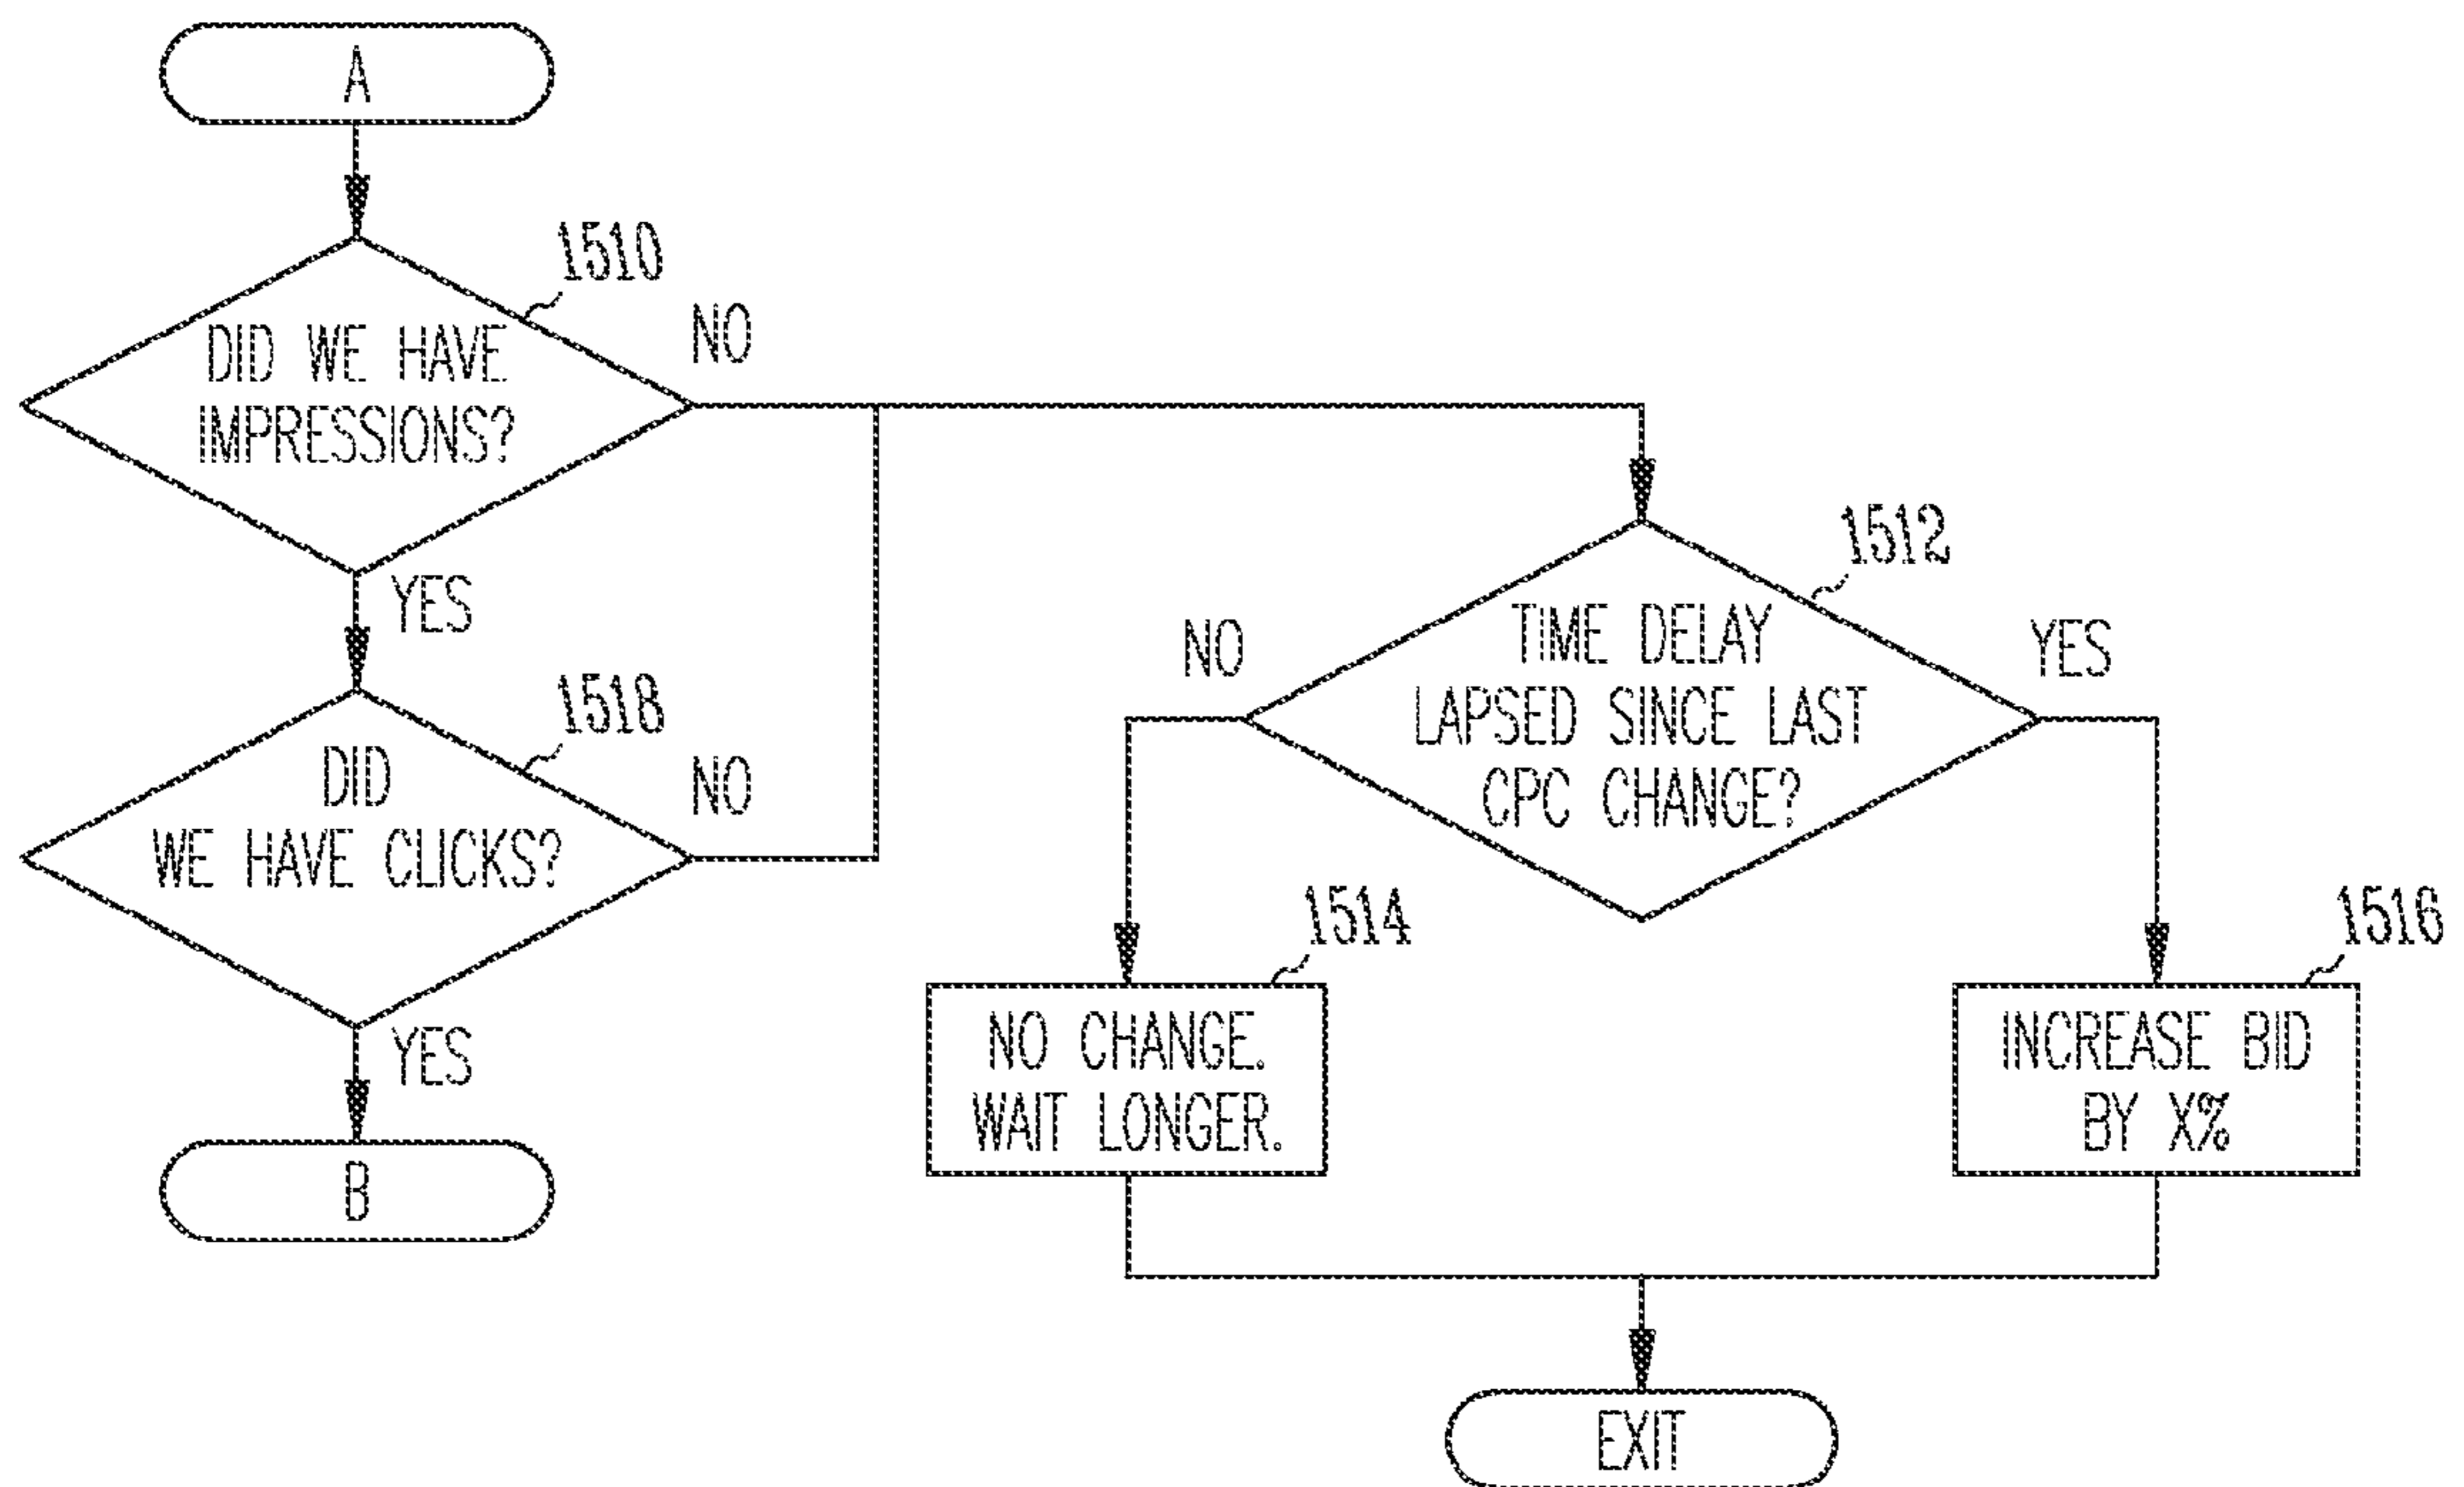 A
1510
DID WE HAVE
IMPRESSIONS?
NO
YES
1518
DID
WE HAVE CLICKS?
NO
YES
B
1512
TIME DELAY
LAPSED SINCE LAST
CPC CHANGE?
NO
YES
1514
NO CHANGE.
WAIT LONGER.
1516
INCREASE BID
BY X%
EXIT